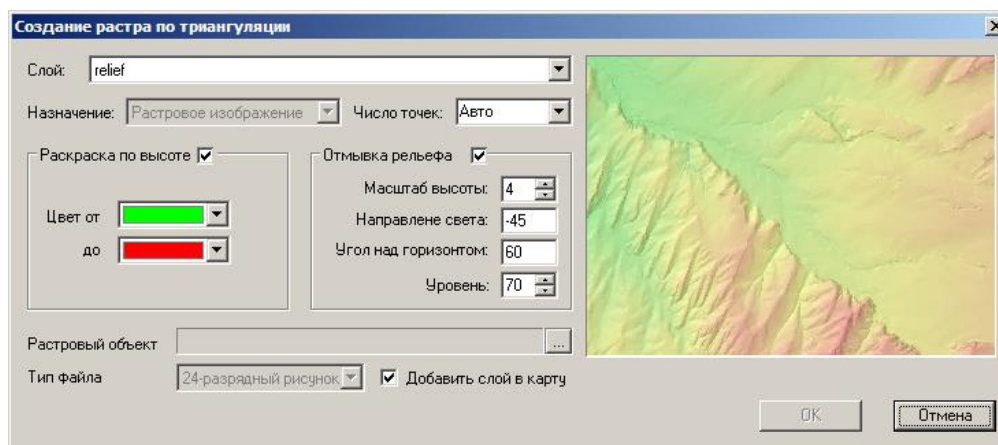 Создание растра по триангуляции
Слой: relief
Назначение: Растровое изображение Число точек: Авто
Раскраска по высоте Отмывка рельефа
Масштаб высоты: 4
Цвет от Направлене света: -45
до Угол над горизонтом: 60
Уровень: 70
Растровый объект ...
Тип файла 24-разрядный рисунок Добавить слой в карту
OK Отмена